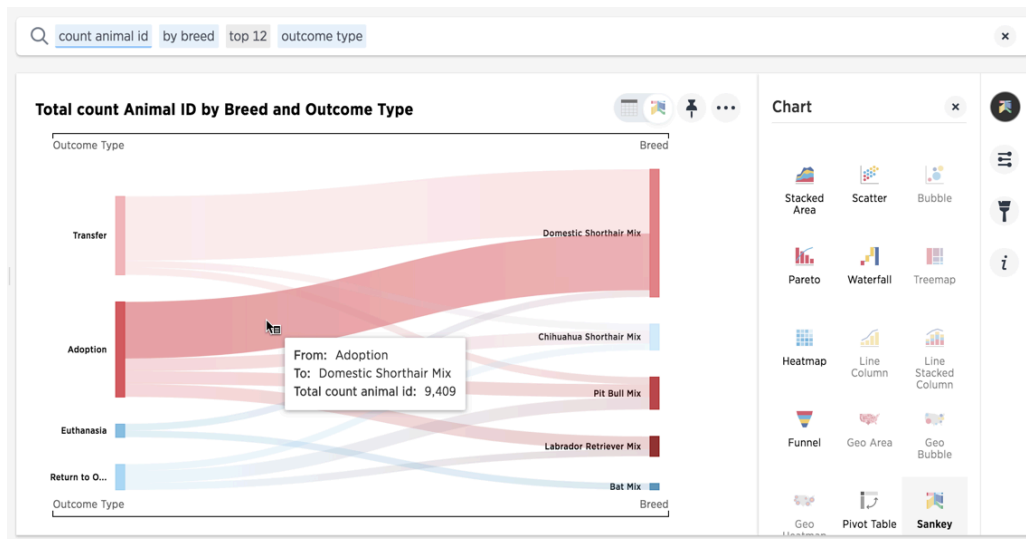 count animal id by breed top 12 outcome type
Total count Animal ID by Breed and Outcome Type
Outcome Type Breed
Transfer
Adoption
Euthanasia
Return to O...
Domestic Shorthair Mix
Chihuahua Shorthair Mix
Pit Bull Mix
Labrador Retriever Mix
Bat Mix
From: Adoption
To: Domestic Shorthair Mix
Total count animal id: 9,409
Outcome Type Breed
Chart
Stacked
Area
Scatter
Bubble
Pareto
Waterfall
Treemap
Heatmap
Line
Column
Line
Stacked
Column
Funnel
Geo Area
Geo
Bubble
Geo
Heatmap
Pivot Table
Sankey